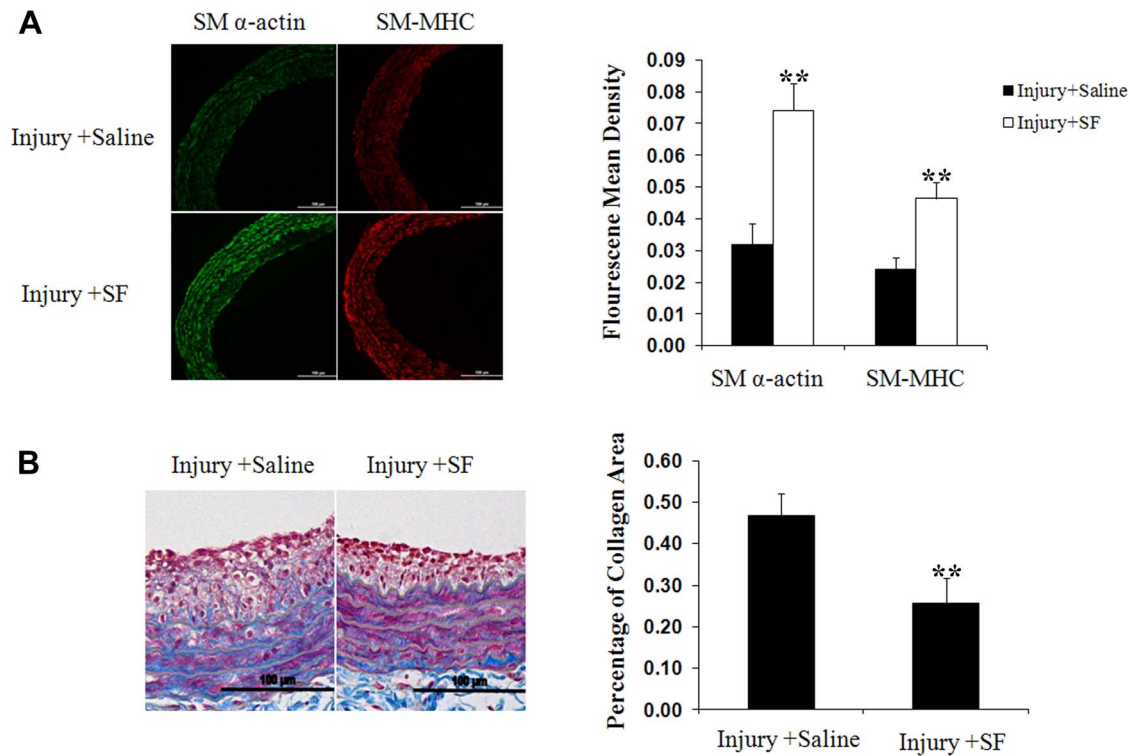 A
SM α-actin
SM-MHC
Injury +Saline
Injury +SF
100 μm
100 μm
100 μm
100 μm
Flourescene Mean Density
0.09
0.08
0.07
0.06
0.05
0.04
0.03
0.02
0.01
0.00
**
**
SM α-actin
SM-MHC
Injury+Saline
Injury+SF
B
Injury +Saline
Injury +SF
100 μm
100 μm
Percentage of Collagen Area
0.60
0.50
0.40
0.30
0.20
0.10
0.00
**
Injury +Saline
Injury +SF